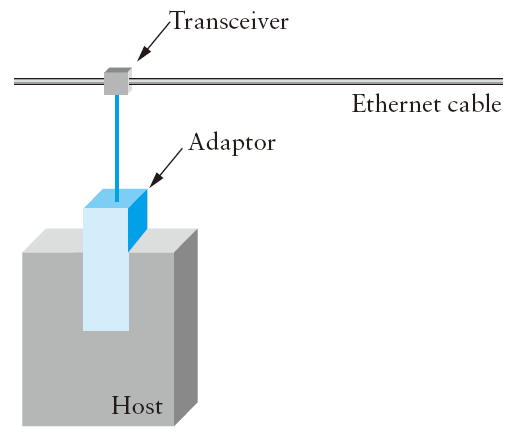 Transceiver
Ethernet cable
Adaptor
Host